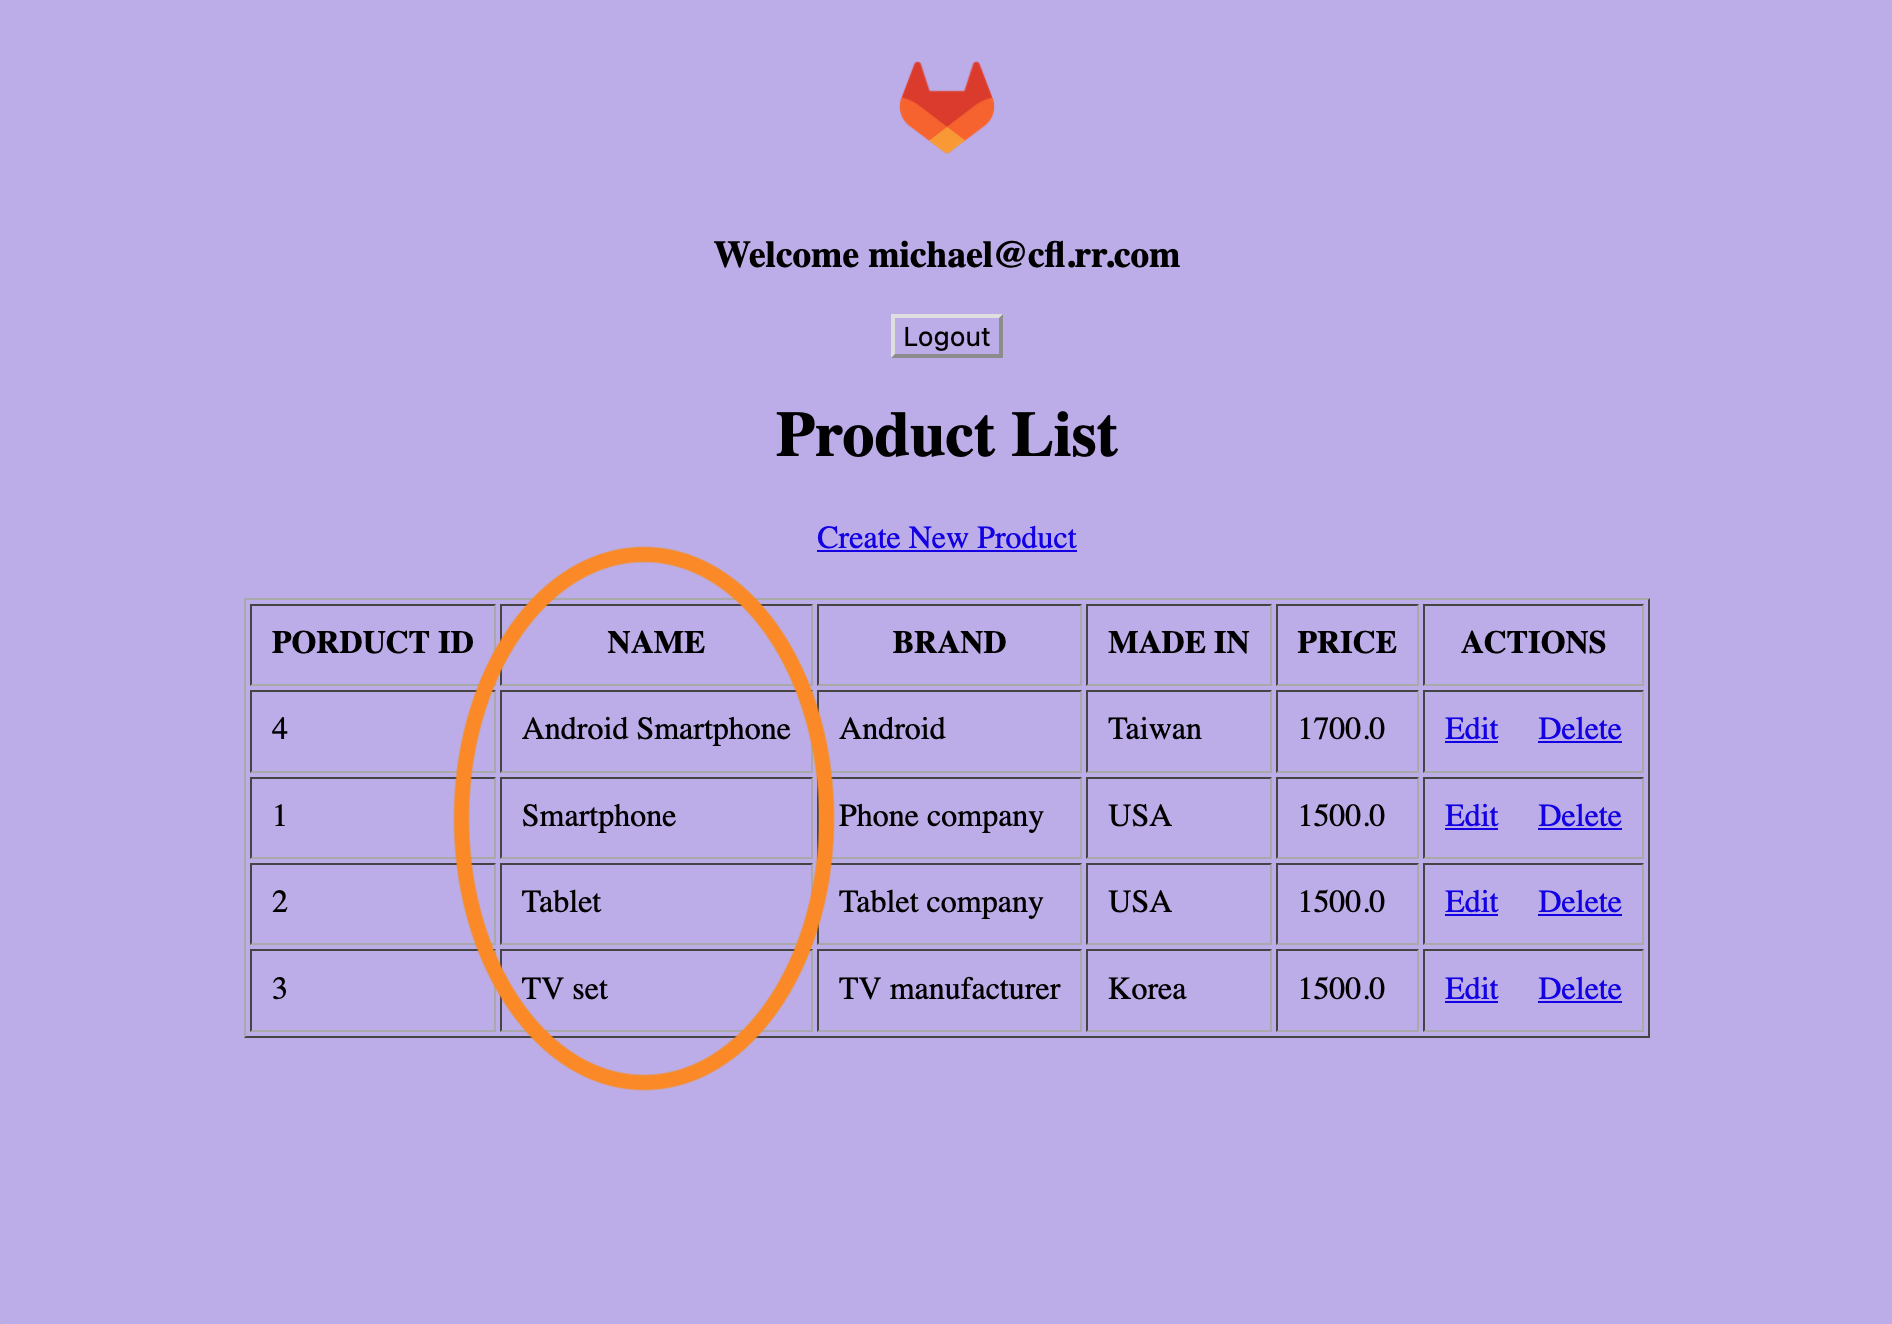 Welcome michael@cfl.rr.com
Logout
Product List
Create New Product
PORDUCT ID NAME BRAND MADE IN PRICE ACTIONS
4 Android Smartphone Android Taiwan 1700.0 Edit Delete
1 Smartphone Phone company USA 1500.0 Edit Delete
2 Tablet Tablet company USA 1500.0 Edit Delete
3 TV set TV manufacturer Korea 1500.0 Edit Delete